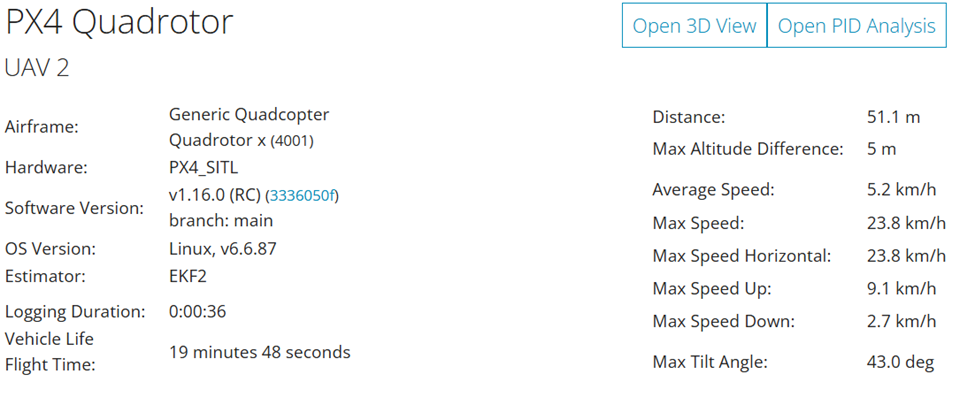 PX4 Quadrotor
Open 3D View
Open PID Analysis
UAV 2
Airframe:
Generic Quadcopter
Quadrotor x (4001)
Hardware:
PX4_SITL
Software Version:
v1.16.0 (RC) (3336050f)
branch: main
OS Version:
Linux, v6.6.87
Estimator:
EKF2
Logging Duration:
0:00:36
Vehicle Life
Flight Time:
19 minutes 48 seconds
Distance:
51.1 m
Max Altitude Difference:
5 m
Average Speed:
5.2 km/h
Max Speed:
23.8 km/h
Max Speed Horizontal:
23.8 km/h
Max Speed Up:
9.1 km/h
Max Speed Down:
2.7 km/h
Max Tilt Angle:
43.0 deg